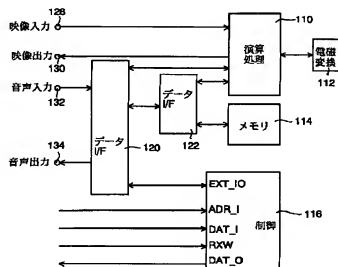 128
映像入力
110
映像出力
130
演算
処理
電磁
変換
112
音声入力
132
データ
I/F
データ
I/F
122
メモリ
114
134
音声出力
120
EXT_IO
116
ADR_I
制御
DAT_I
RXW
DAT_O